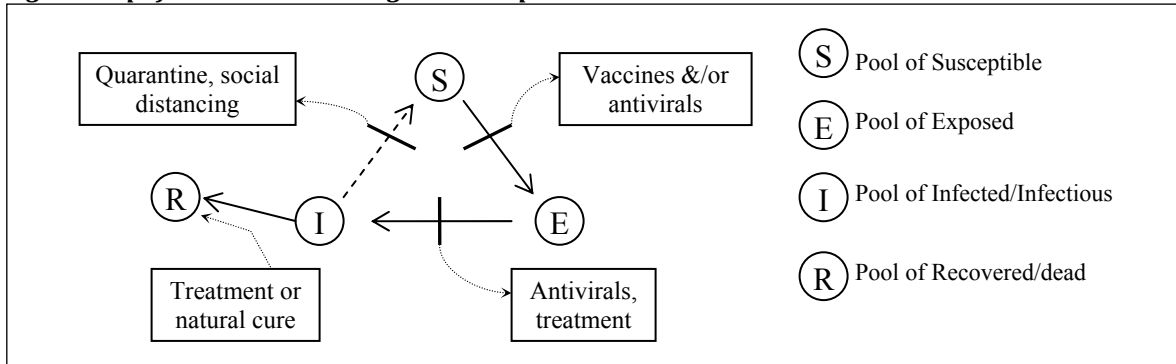 Quarantine, social
distancing
S
Vaccines &/or
antivirals
R
I
E
Treatment or
natural cure
Antivirals,
treatment
S Pool of Susceptible
E Pool of Exposed
I Pool of Infected/Infectious
R Pool of Recovered/dead